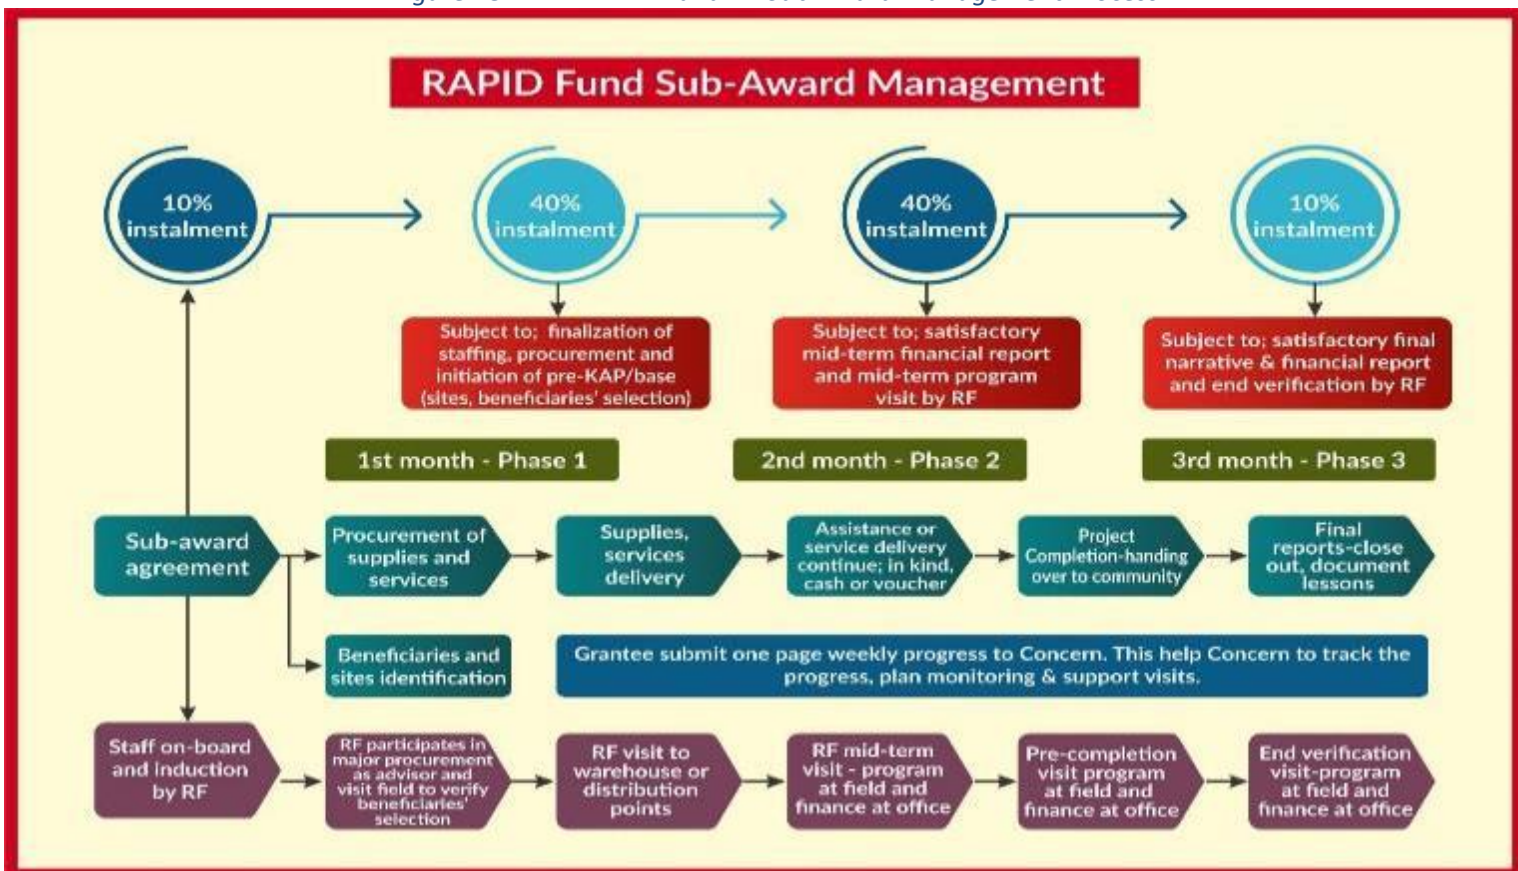 RAPID Fund Sub-Award Management
10%
instalment
40%
instalment
40%
instalment
10%
instalment
Subject to; finalization of
staffing, procurement and
initiation of pre-KAP/base
(sites, beneficiaries' selection)
Subject to; satisfactory
mid-term financial report
and mid-term program
visit by RF
Subject to; satisfactory final
narrative & financial report
and end verification by RF
1st month - Phase 1
2nd month - Phase 2
3rd month - Phase 3
Sub-award
agreement
Procurement of
supplies and
services
Supplies,
services
delivery
Assistance or
service delivery
continue; in kind,
cash or voucher
Project
Completion-handing
over to community
Final
reports-close
out, document
lessons
Beneficiaries and
sites identification
Grantee submit one page weekly progress to Concern. This help Concern to track the
progress, plan monitoring & support visits.
Staff on-board
and induction
by RF
RF participates in
major procurement
as advisor and
visit field to verify
beneficiaries'
selection
RF visit to
warehouse or
distribution
points
RF mid-term
visit - program
at field and
finance at office
Pre-completion
visit program
at field and
finance at office
End verification
visit-program
at field and
finance at office